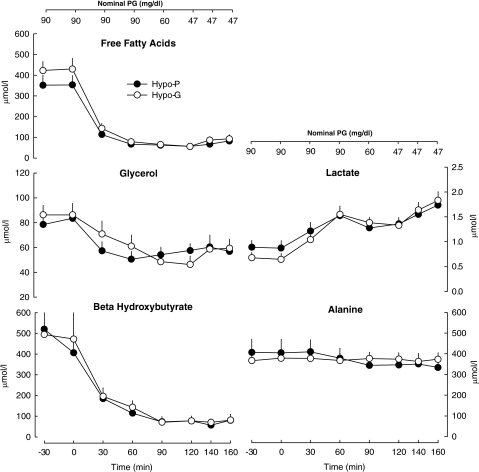 Nominal PG (mg/dl)
90 90 90 90 60 47 47 47
Free Fatty Acids
600
500
400
300
200
100
0
μmol/l
Hypo-P
Hypo-G
Nominal PG (mg/dl)
90 90 90 90 60 47 47 47
Glycerol
120
100
80
60
40
20
μmol/l
Lactate
2.5
2.0
1.5
1.0
0.5
0.0
μmol/l
Beta Hydroxybutyrate
600
500
400
300
200
100
0
μmol/l
-30 0 30 60 90 120 140 160
Time (min)
Alanine
600
500
400
300
200
100
0
μmol/l
-30 0 30 60 90 120 140 160
Time (min)